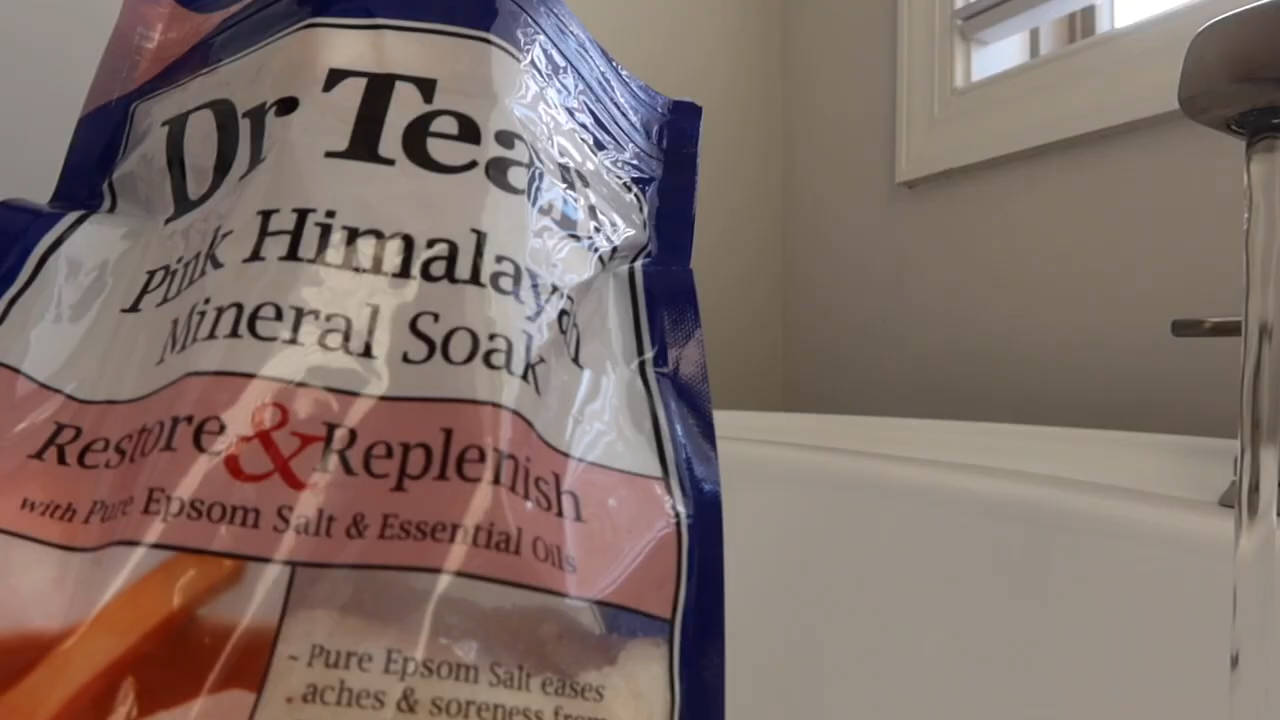 Dr Teal's
Pink Himalayan
Mineral Soak
Restore & Replenish
with Pure Epsom Salt & Essential Oils
~ Pure Epsom Salt eases
aches & soreness from